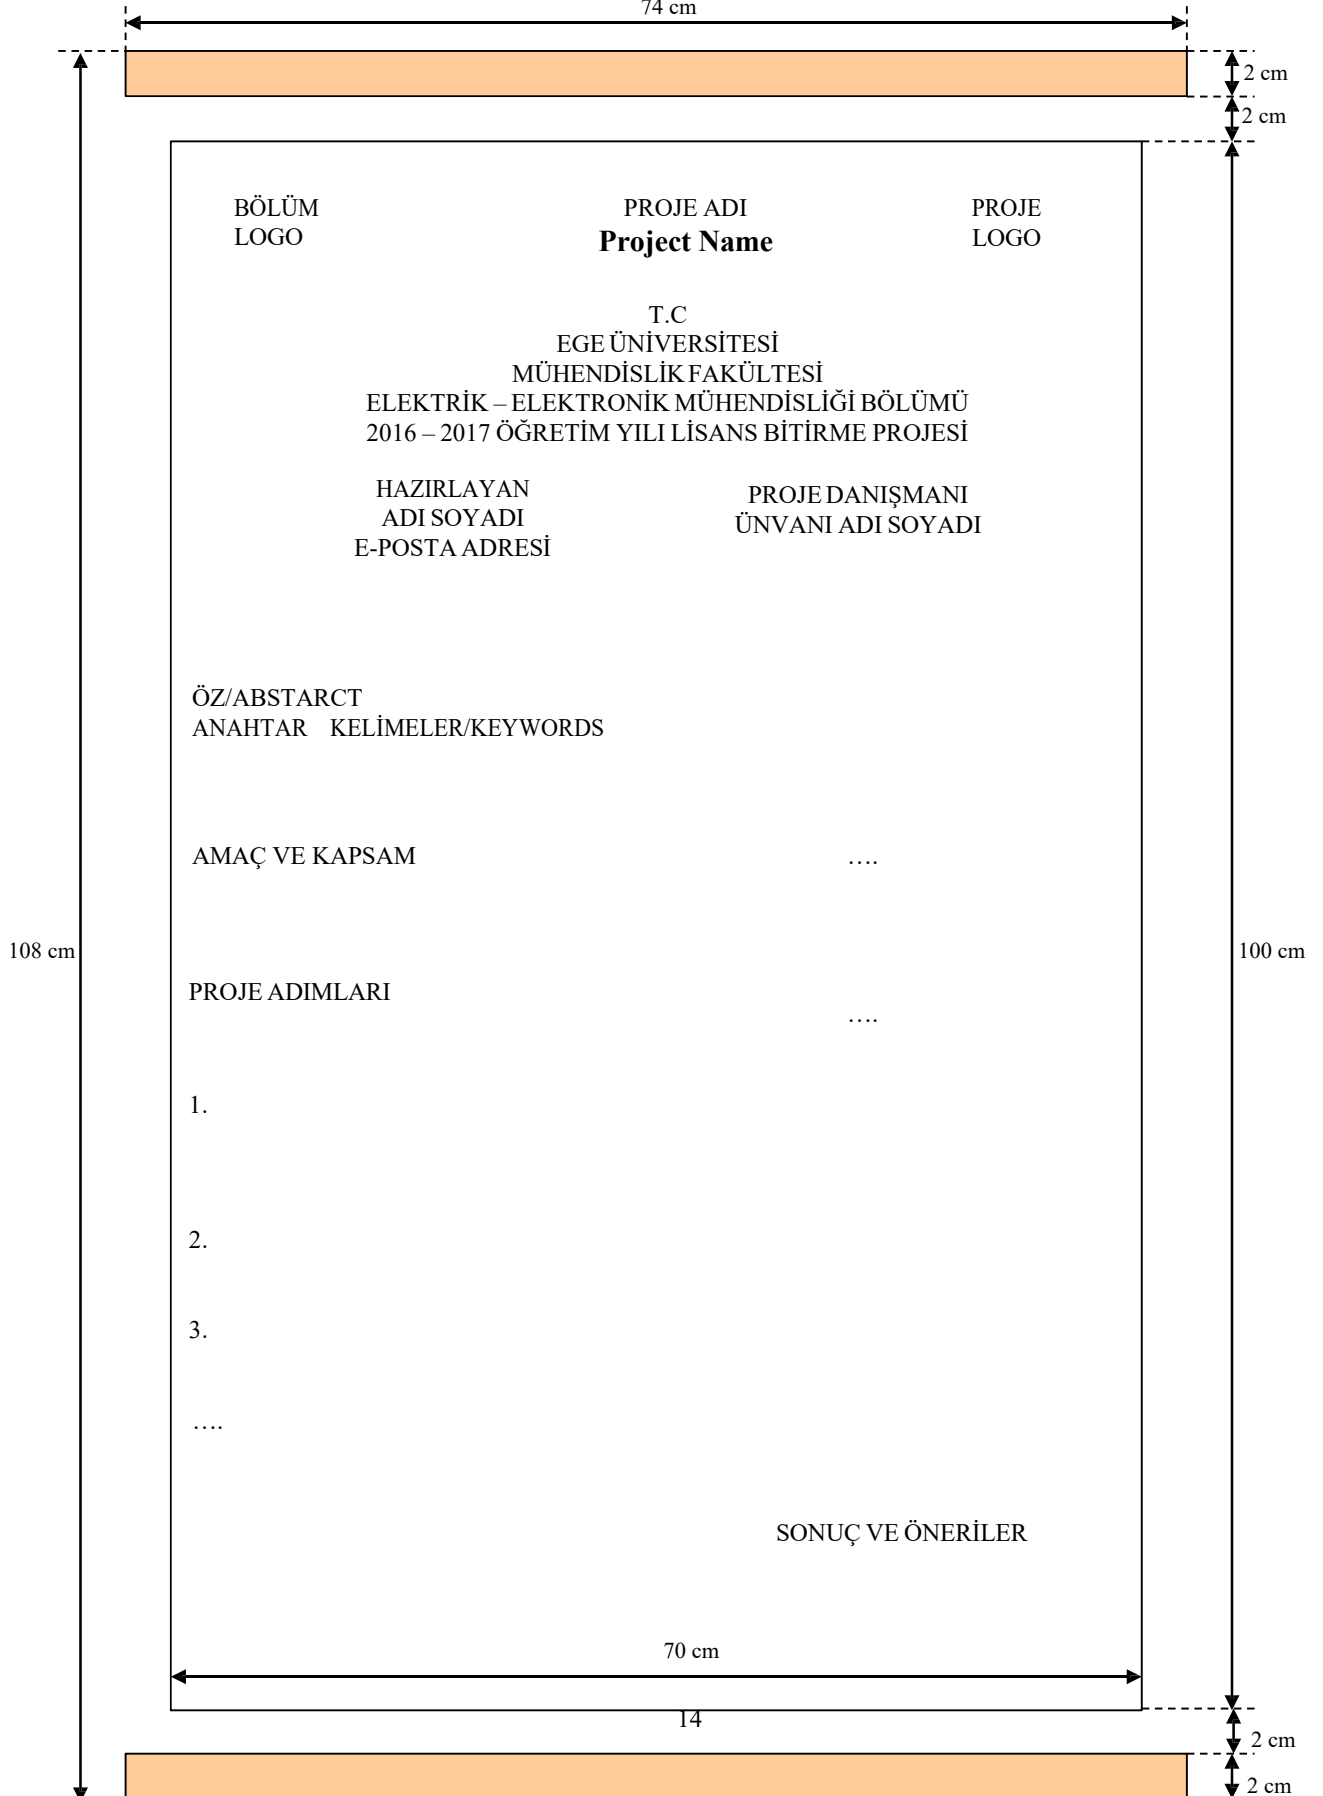 74 cm
2 cm
2 cm
BÖLÜM
LOGO
PROJE ADI
Project Name
PROJE
LOGO
T.C
EGE ÜNİVERSİTESİ
MÜHENDİSLİK FAKÜLTESİ
ELEKTRİK – ELEKTRONİK MÜHENDİSLİĞİ BÖLÜMÜ
2016 – 2017 ÖĞRETİM YILI LİSANS BİTİRME PROJESİ
HAZIRLAYAN
ADI SOYADI
E-POSTA ADRESİ
PROJE DANIŞMANI
ÜNVANI ADI SOYADI
ÖZ/ABSTARCT
ANAHTAR KELİMELER/KEYWORDS
AMAÇ VE KAPSAM
….
108 cm
100 cm
PROJE ADIMLARI
….
1.
2.
3.
….
SONUÇ VE ÖNERİLER
70 cm
14
2 cm
2 cm